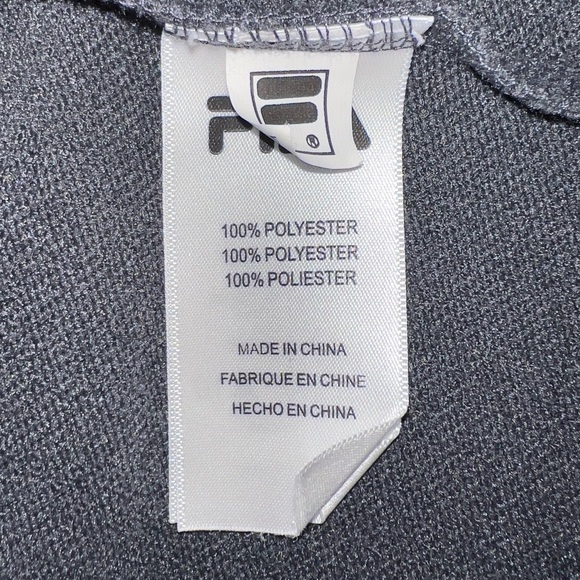 FILA
®
100% POLYESTER
100% POLYESTER
100% POLIESTER
MADE IN CHINA
FABRIQUE EN CHINE
HECHO EN CHINA